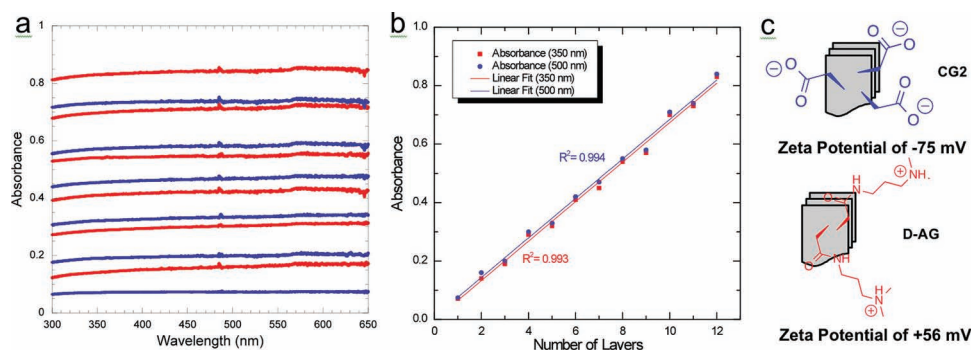 a
1
0.8
0.6
0.4
0.2
0
Absorbance
300 350 400 450 500 550 600 650
Wavelength (nm)
b
0.8
0.6
0.4
0.2
0.0
Absorbance
Absorbance (350 nm)
Absorbance (500 nm)
Linear Fit (350 nm)
Linear Fit (500 nm)
R²= 0.994
R²= 0.993
0 2 4 6 8 10 12
Number of Layers
c
O
O
⊖
O
O
⊖
O
O
⊖
CG2
Zeta Potential of -75 mV
H
N
⊕
NH
O
D-AG
O
NH
H
N
⊕
Zeta Potential of +56 mV